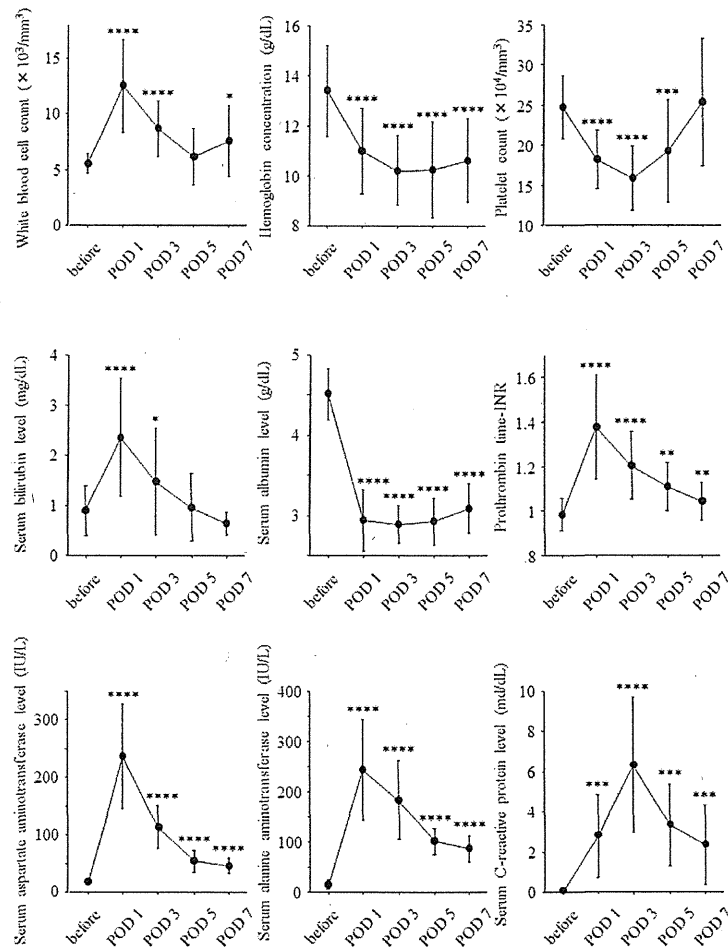 White blood cell count (×10³/mm³)
15
10
5
0
****
****
*
before
POD 1
POD 3
POD 5
POD 7
Hemoglobin concentration (g/dL)
16
14
12
10
8
****
****
****
****
before
POD 1
POD 3
POD 5
POD 7
Platelet count (×10⁴/mm³)
30
25
20
15
10
****
****
***
before
POD 1
POD 3
POD 5
POD 7
Serum bilirubin level (mg/dL)
4
3
2
1
0
****
*
before
POD 1
POD 3
POD 5
POD 7
Serum albumin level (g/dL)
5
4
3
****
****
****
****
before
POD 1
POD 3
POD 5
POD 7
Prothrombin time-INR
1.6
1.4
1.2
1
.8
****
****
**
**
before
POD 1
POD 3
POD 5
POD 7
Serum aspartate aminotransferase level (IU/L)
300
200
100
0
****
****
****
****
before
POD 1
POD 3
POD 5
POD 7
Serum alanine aminotransferase level (IU/L)
400
300
200
100
0
****
****
****
****
before
POD 1
POD 3
POD 5
POD 7
Serum C-reactive protein level (md/dL)
10
8
6
4
2
0
***
****
***
***
before
POD 1
POD 3
POD 5
POD 7